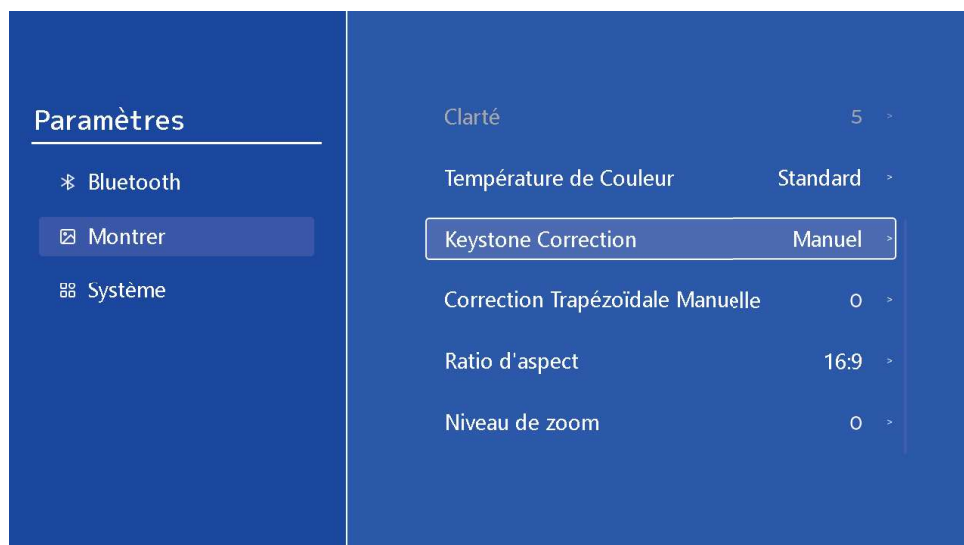 Paramètres
Bluetooth
Montrer
Système
Clarté 5 >
Température de Couleur Standard >
Keystone Correction Manuel >
Correction Trapézoïdale Manuelle 0 >
Ratio d'aspect 16:9 >
Niveau de zoom 0 >